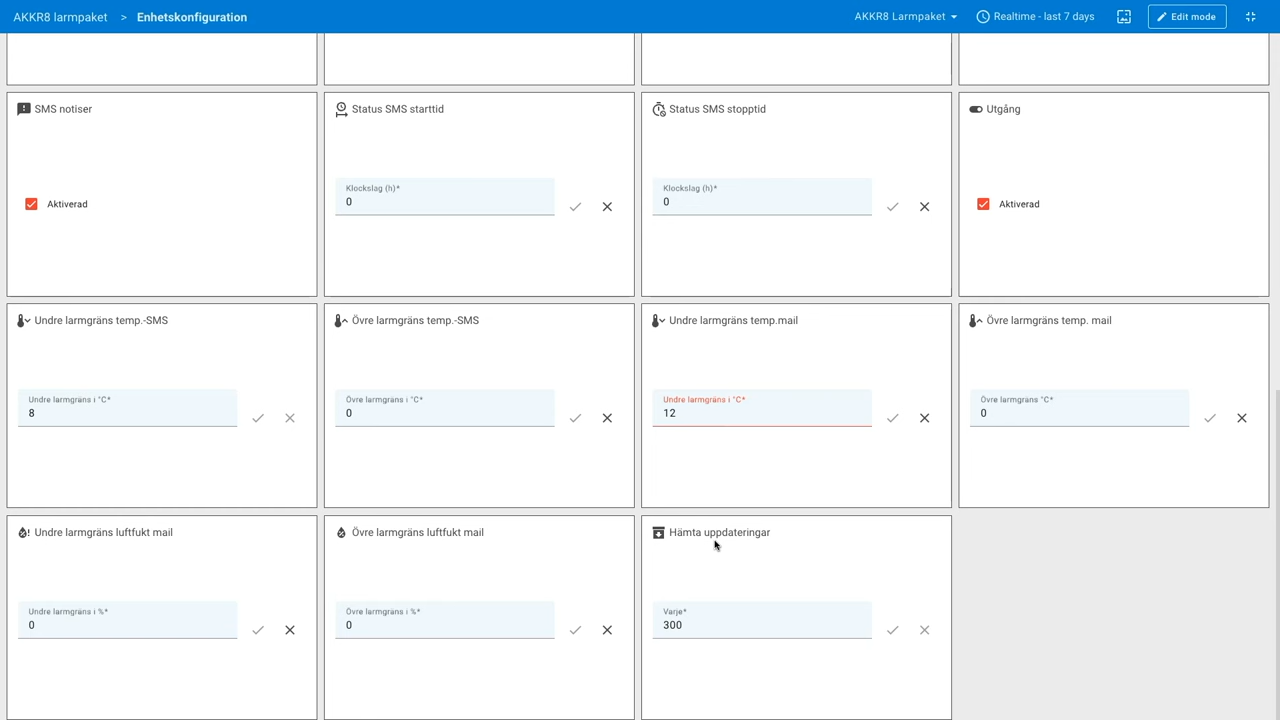 AKKR8 larmpaket > Enhetskonfiguration
AKKR8 Larmpaket
Realtime - last 7 days
Edit mode
SMS notiser
Status SMS starttid
Status SMS stopptid
Utgång
Aktiverad
Klockslag (h)*
0
Klockslag (h)*
0
Aktiverad
Undre larmgräns temp.-SMS
Övre larmgräns temp.-SMS
Undre larmgräns temp.mail
Övre larmgräns temp. mail
Undre larmgräns i °C*
8
Övre larmgräns i °C*
0
Undre larmgräns i °C*
12
Övre larmgräns °C*
0
Undre larmgräns luftfukt mail
Övre larmgräns luftfukt mail
Hämta uppdateringar
Undre larmgräns i %*
0
Övre larmgräns i %*
0
Varje*
300